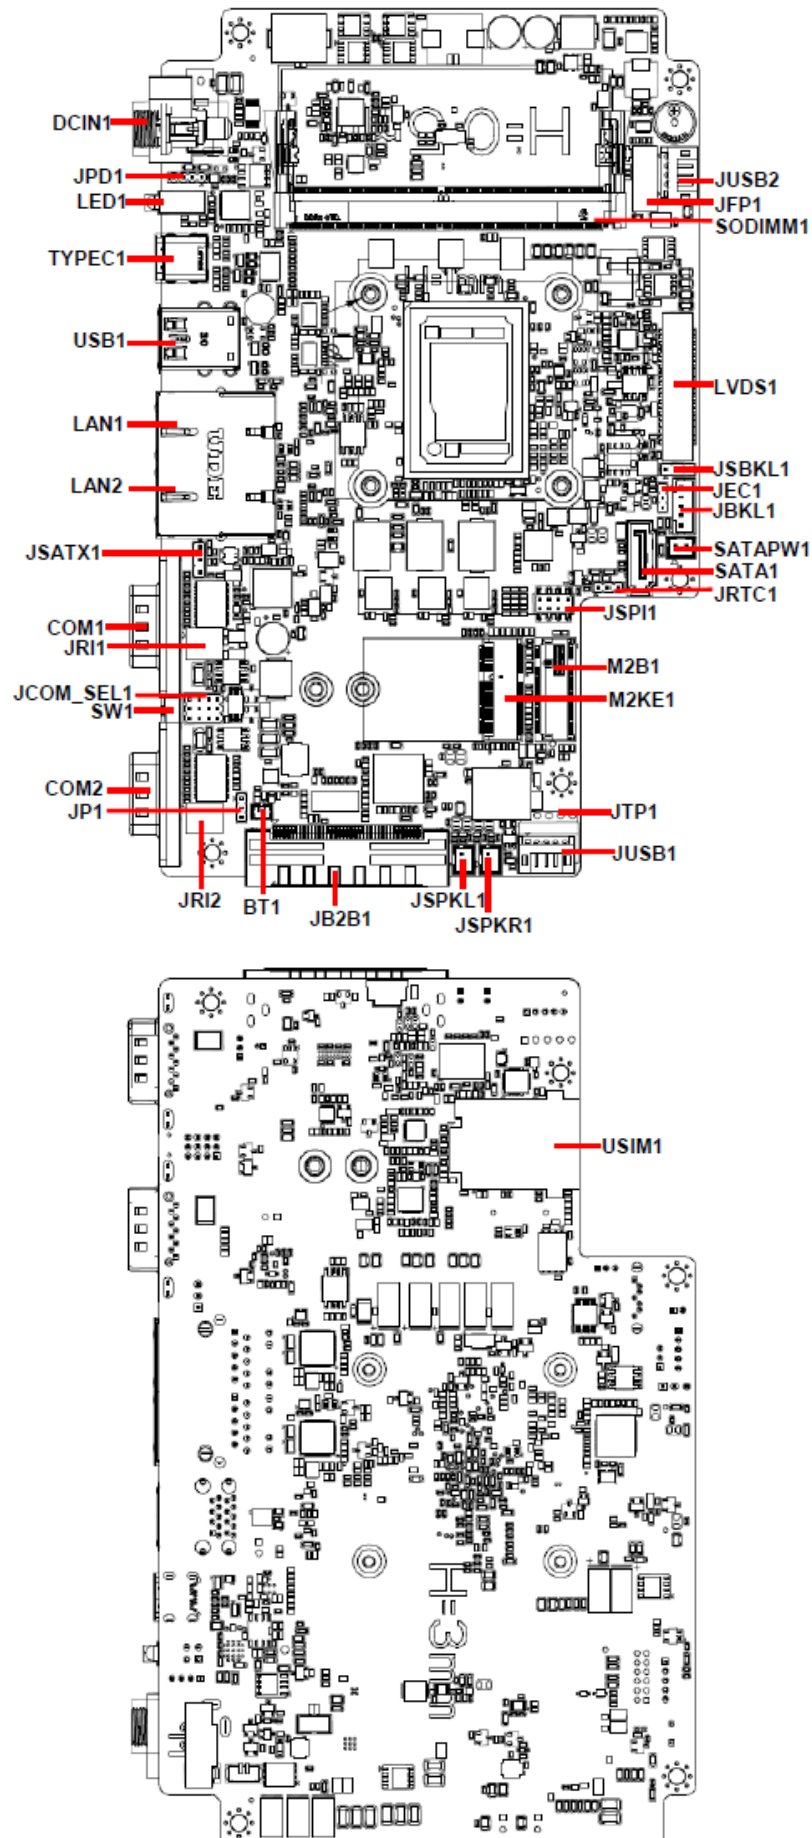 DCIN1
JPD1
LED1
TYPEC1
USB1
LAN1
LAN2
JSATX1
COM1
JRI1
JCOM_SEL1
SW1
COM2
JP1
JRI2
BT1
JB2B1
JSPKL1
JSPKR1
JUSB2
JFP1
SODIMM1
LVDS1
JSBKL1
JEC1
JBKL1
SATAPW1
SATA1
JRTC1
JSPI1
M2B1
M2KE1
JTP1
JUSB1
USIM1
H=3mm